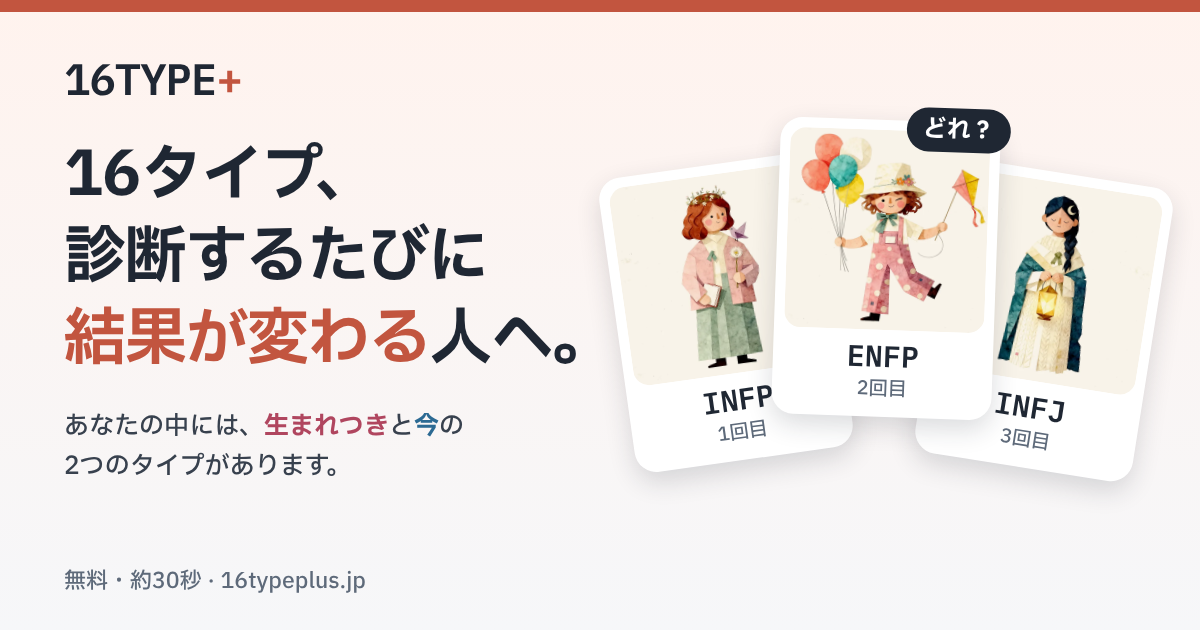 16TYPE+
16タイプ、
診断するたびに
結果が変わる人へ。
あなたの中には、生まれつきと今の
2つのタイプがあります。
無料・約30秒 · 16typeplus.jp
INFP
1回目
どれ？
ENFP
2回目
INFJ
3回目